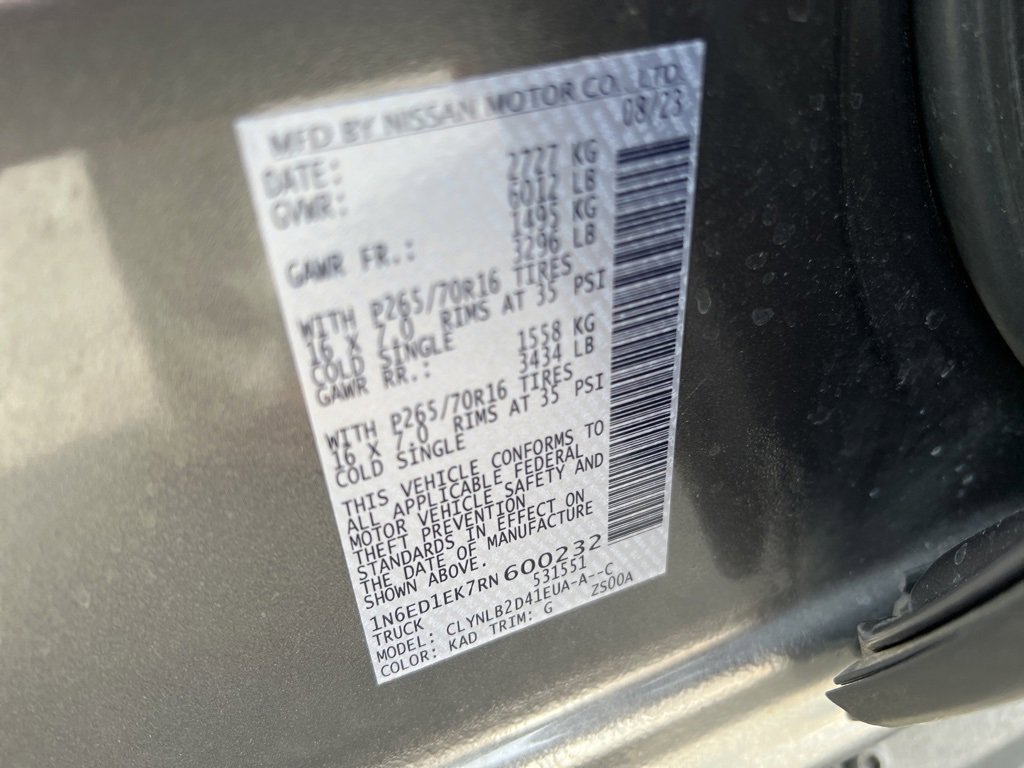 MFD BY NISSAN MOTOR CO., LTD.
DATE: 08/23
GVWR: 2727 KG
6012 LB
GAWR FR.: 1495 KG
3296 LB
WITH P265/70R16 TIRES
16 X 7.0 RIMS AT 35 PSI
COLD SINGLE
GAWR RR.: 1558 KG
3434 LB
WITH P265/70R16 TIRES
16 X 7.0 RIMS AT 35 PSI
COLD SINGLE
THIS VEHICLE CONFORMS TO
ALL APPLICABLE FEDERAL
MOTOR VEHICLE SAFETY AND
THEFT PREVENTION
STANDARDS IN EFFECT ON
THE DATE OF MANUFACTURE
SHOWN ABOVE.
1N6ED1EK7RN600232
TRUCK 531551
MODEL: CLYNLB2D41EUA-A--C
COLOR: KAD TRIM: G ZS00A